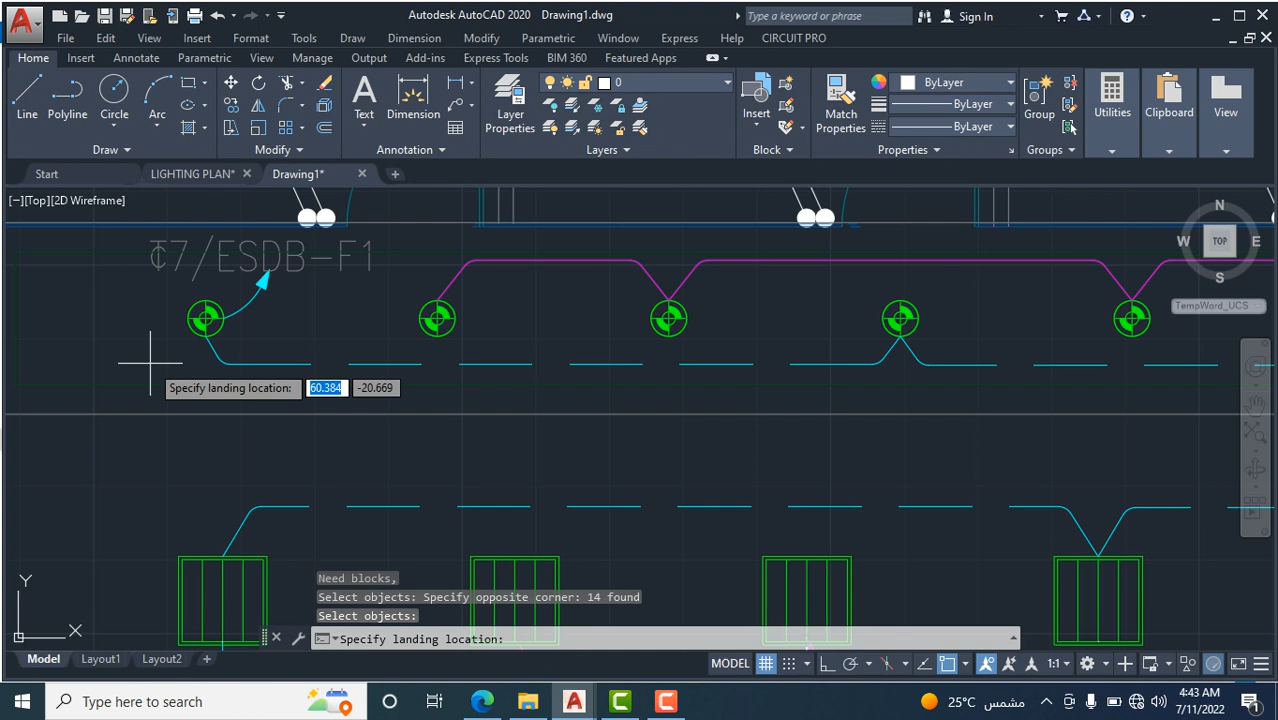 Autodesk AutoCAD 2020 Drawing1.dwg
Type a keyword or phrase
Sign In
File Edit View Insert Format Tools Draw Dimension Modify Parametric Window Express Help CIRCUIT PRO
Home Insert Annotate Parametric View Manage Output Add-ins Express Tools BIM 360 Featured Apps
Line
Polyline
Circle
Arc
Text
Dimension
Layer
Properties
0
Insert
Match
Properties
ByLayer
ByLayer
ByLayer
Group
Utilities
Clipboard
View
Draw
Modify
Annotation
Layers
Block
Properties
Groups
Start
LIGHTING PLAN*
Drawing1*
[−][Top][2D Wireframe]
N
W
TOP
E
S
TempWord_UCS
7/ESDB-F1
Specify landing location: 60.384 -20.669
Y
X
Need blocks,
Select objects: Specify opposite corner: 14 found
Select objects:
Specify landing location:
Model Layout1 Layout2
MODEL
1:1
Type here to search
25°C
مشمس
4:43 AM
7/11/2022
1